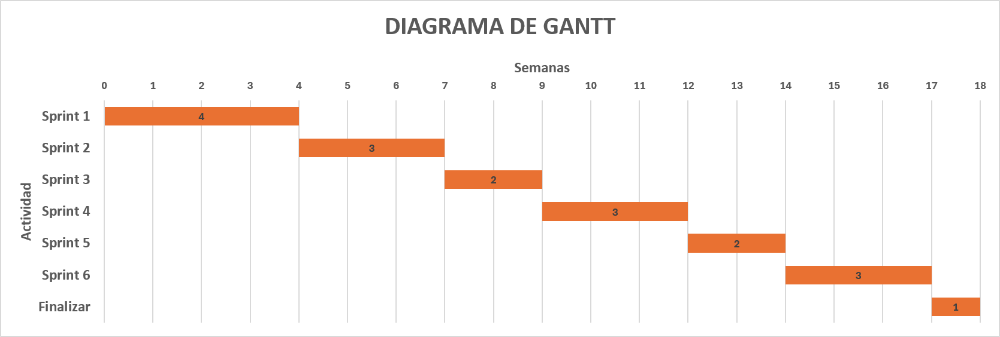 DIAGRAMA DE GANTT
Semanas
0 1 2 3 4 5 6 7 8 9 10 11 12 13 14 15 16 17 18
Actividad
Sprint 1 4
Sprint 2 3
Sprint 3 2
Sprint 4 3
Sprint 5 2
Sprint 6 3
Finalizar 1